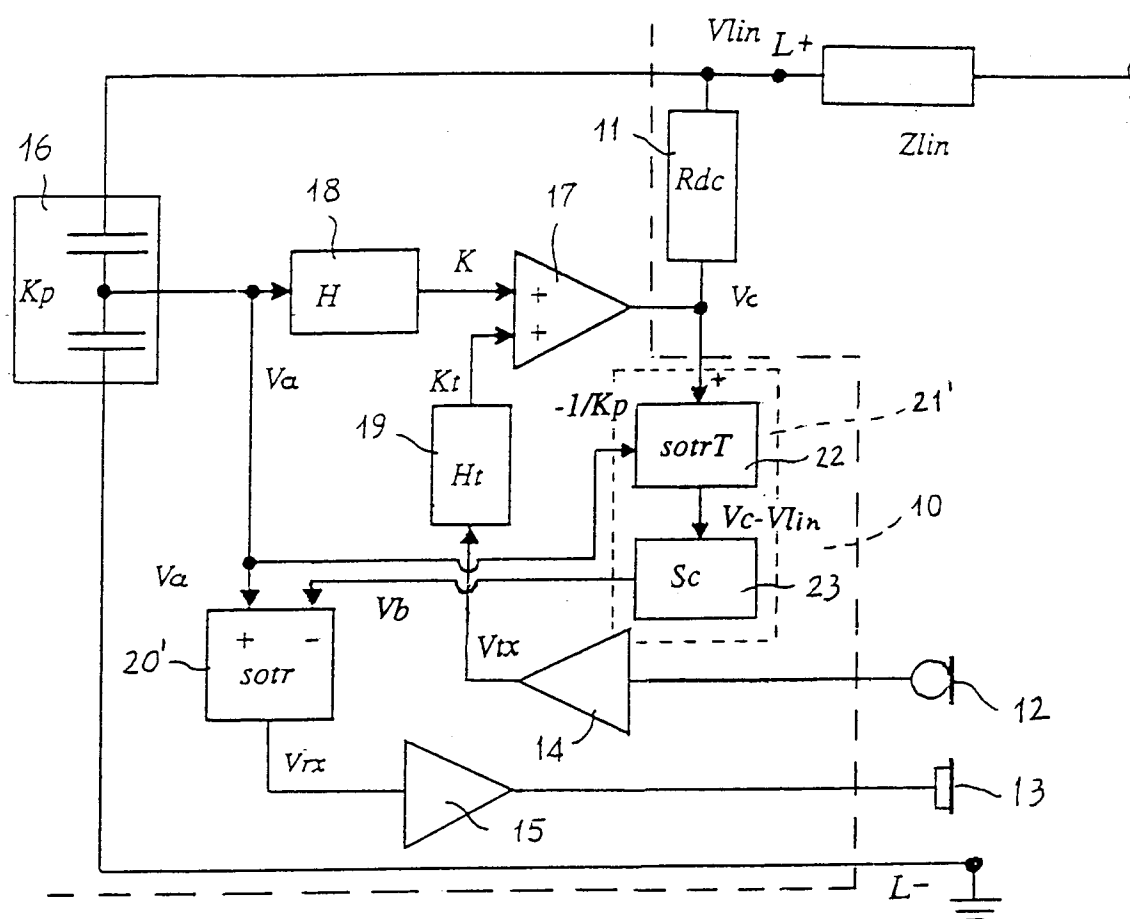 Vlin
L+
11
Rdc
Zlin
16
18
17
Kp
H
K
+
+
Vc
Va
Kt
-1/Kp
+
21'
19
Ht
sotrT
22
Vc-Vlin
10
Va
Vb
Sc
23
+ -
20'
sotr
Vtx
14
12
Vrx
15
13
L-